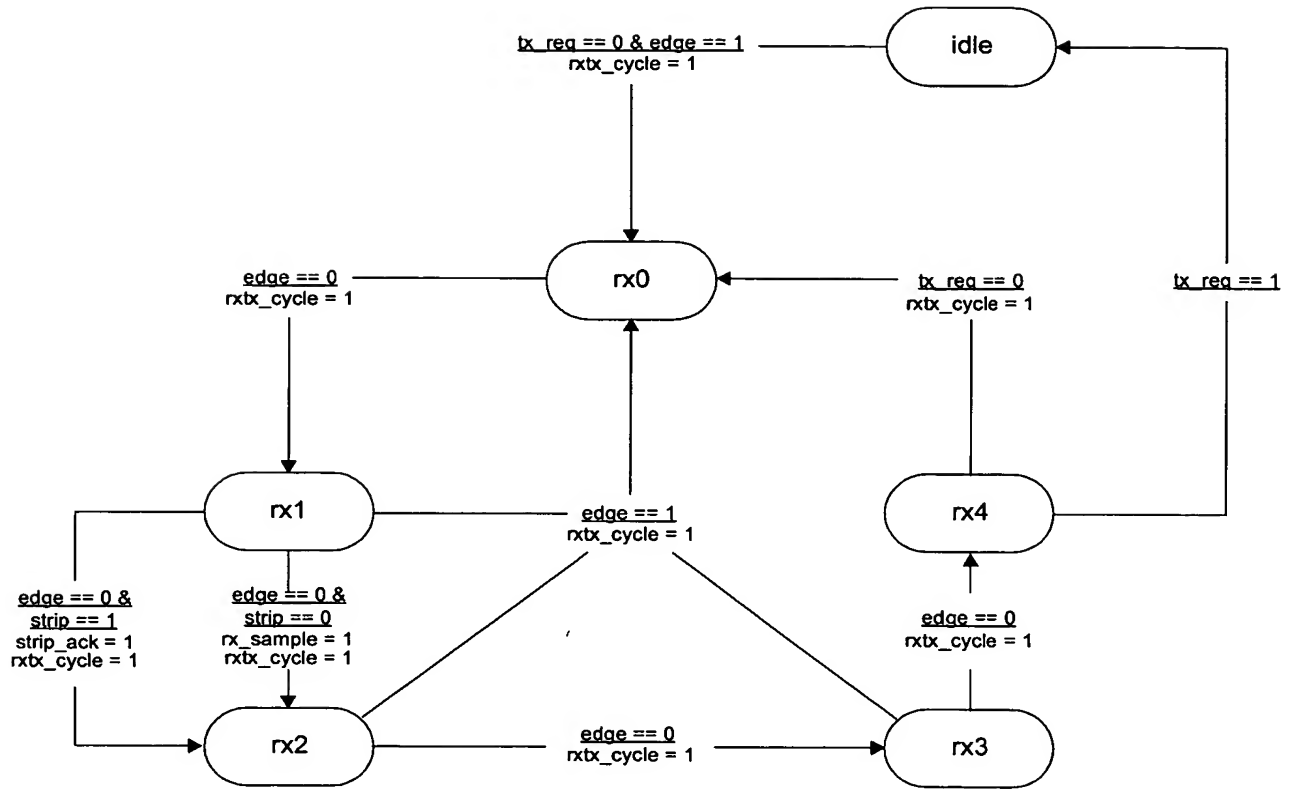 tx_req == 0 & edge == 1
rxtx_cycle = 1
idle
edge == 0
rxtx_cycle = 1
rx0
tx_req == 0
rxtx_cycle = 1
tx_req == 1
rx1
edge == 1
rxtx_cycle = 1
rx4
edge == 0 &
strip == 1
strip_ack = 1
rxtx_cycle = 1
edge == 0 &
strip == 0
rx_sample = 1
rxtx_cycle = 1
edge == 0
rxtx_cycle = 1
rx2
edge == 0
rxtx_cycle = 1
rx3